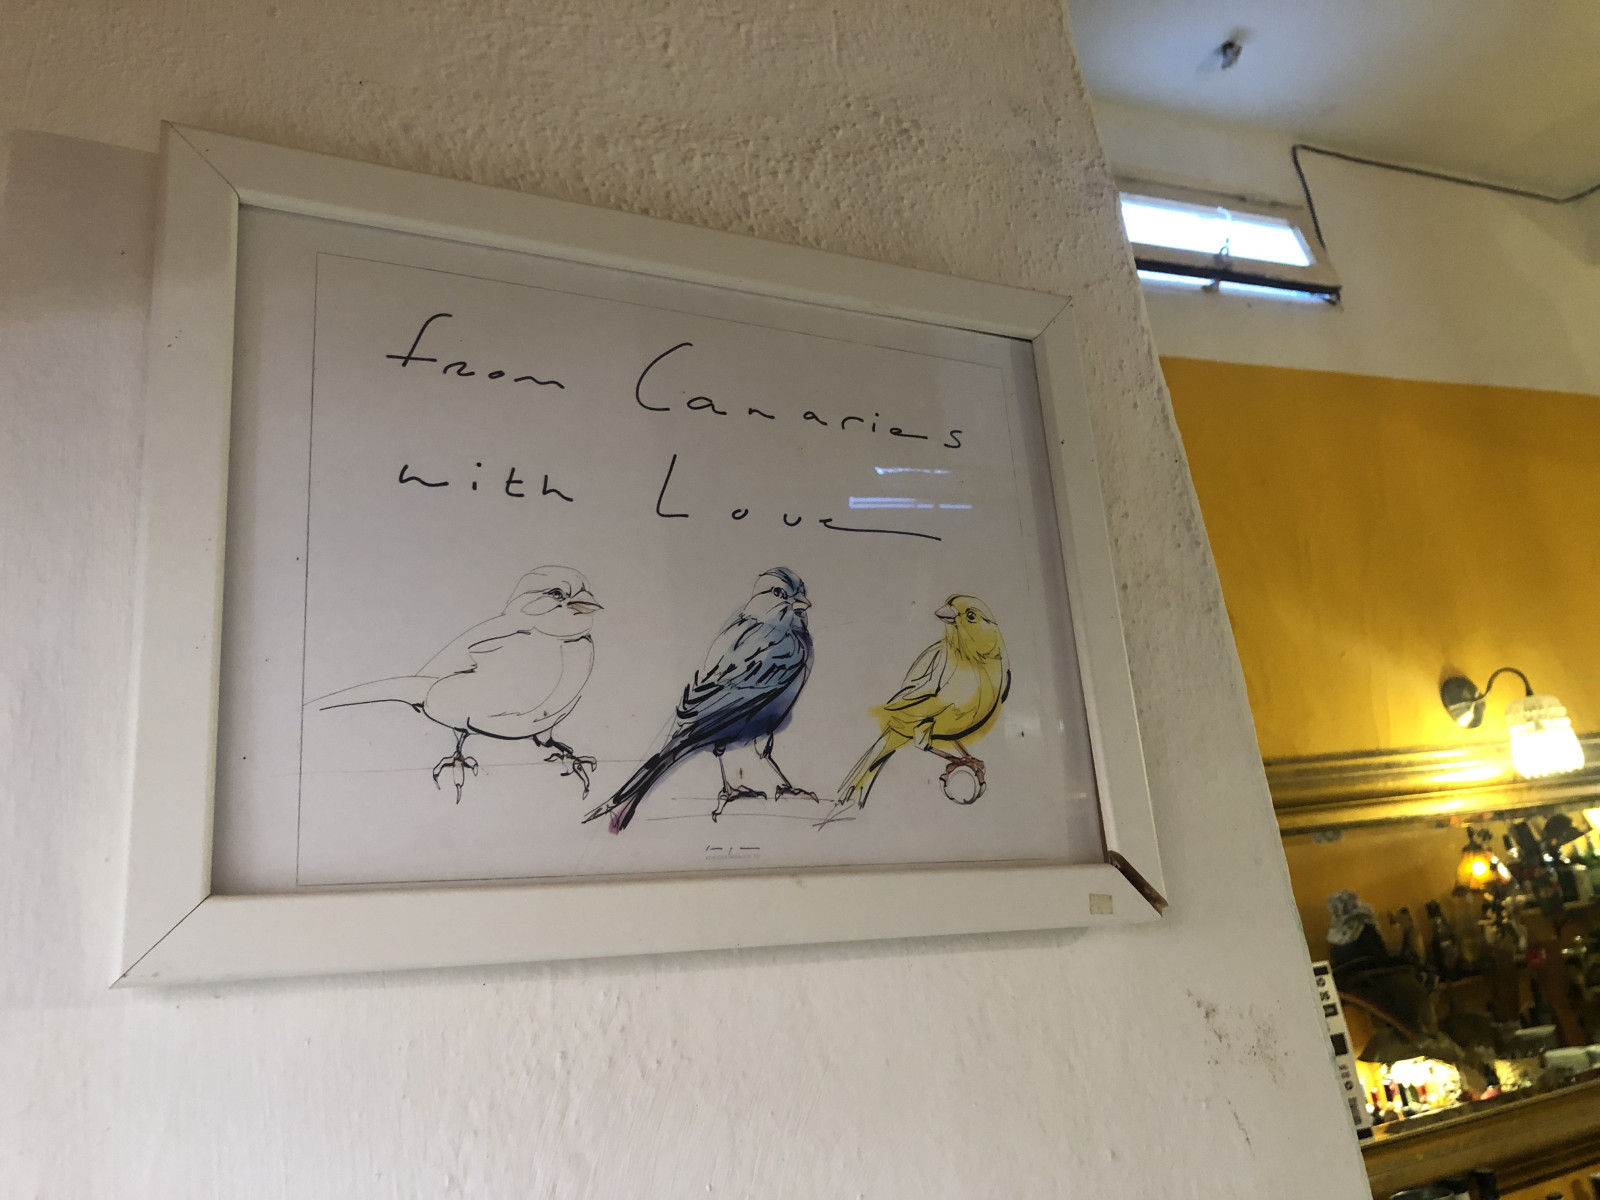 from Canaries
with Love